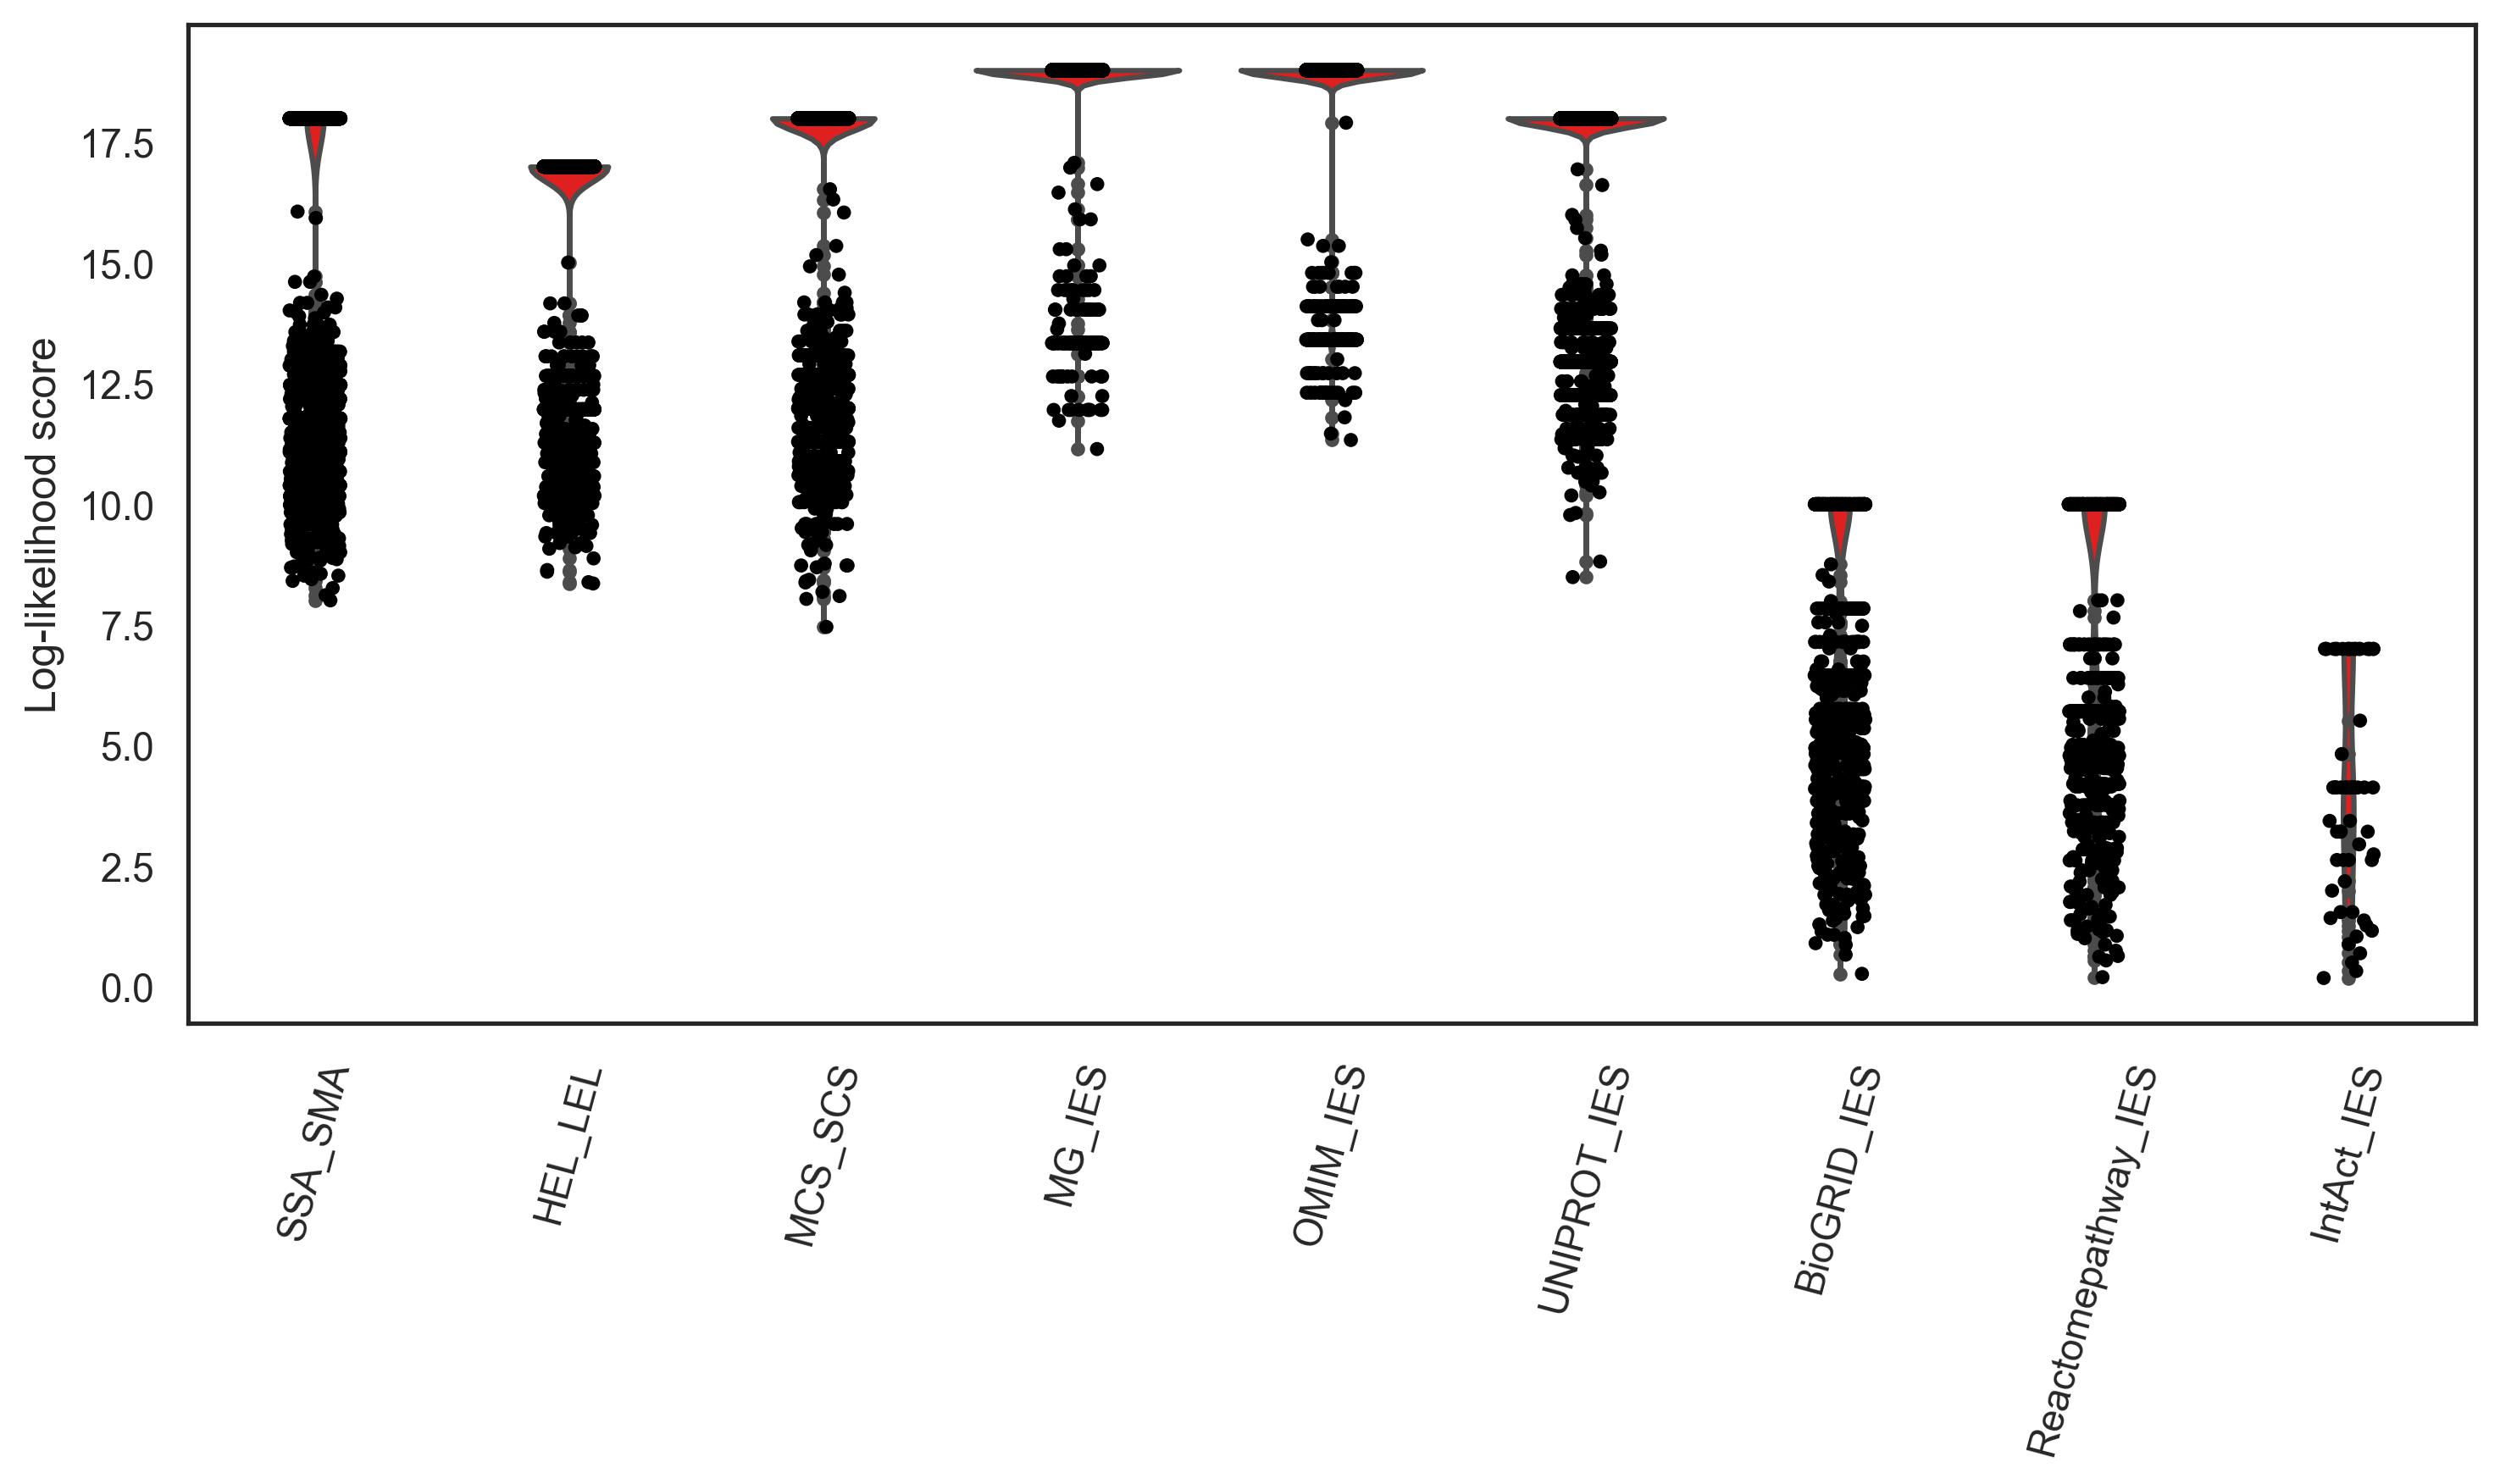 Log-likelihood score
17.5
15.0
12.5
10.0
7.5
5.0
2.5
0.0
SSA_SMA
HEL_LEL
MCS_SCS
MG_IES
OMIM_IES
UNIPROT_IES
BioGRID_IES
Reactomepathway_IES
IntAct_IES